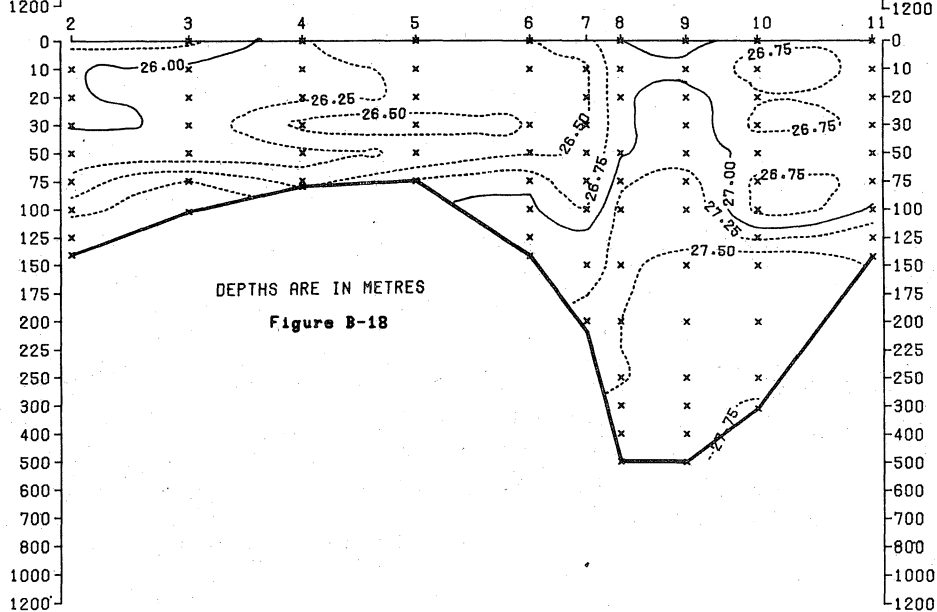 1200 1200
2 3 4 5 6 7 8 9 10 11
0 0
26.00 26.75
10 10
20 26.25 20
30 26.50 26.50 26.75 30
50 50
75 26.75 27.00 26.75 75
100 27.25 100
125 125
150 27.50 150
DEPTHS ARE IN METRES
175 175
Figure B-18
200 200
225 225
250 250
300 300
400 27.75 400
500 500
600 600
700 700
800 800
1000 1000
1200 1200